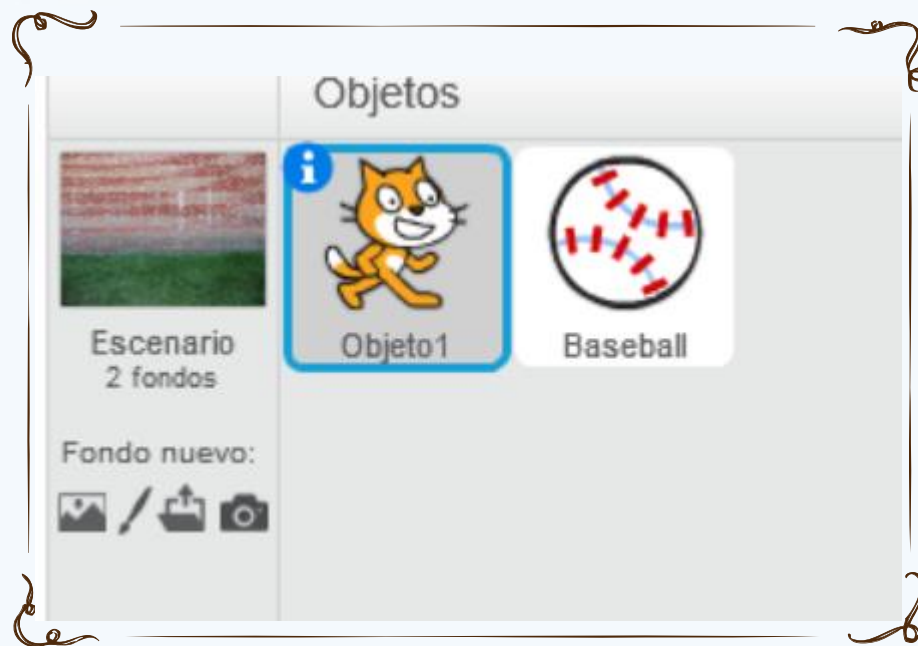 Objetos
Escenario
2 fondos
Fondo nuevo:
Objeto1
Baseball